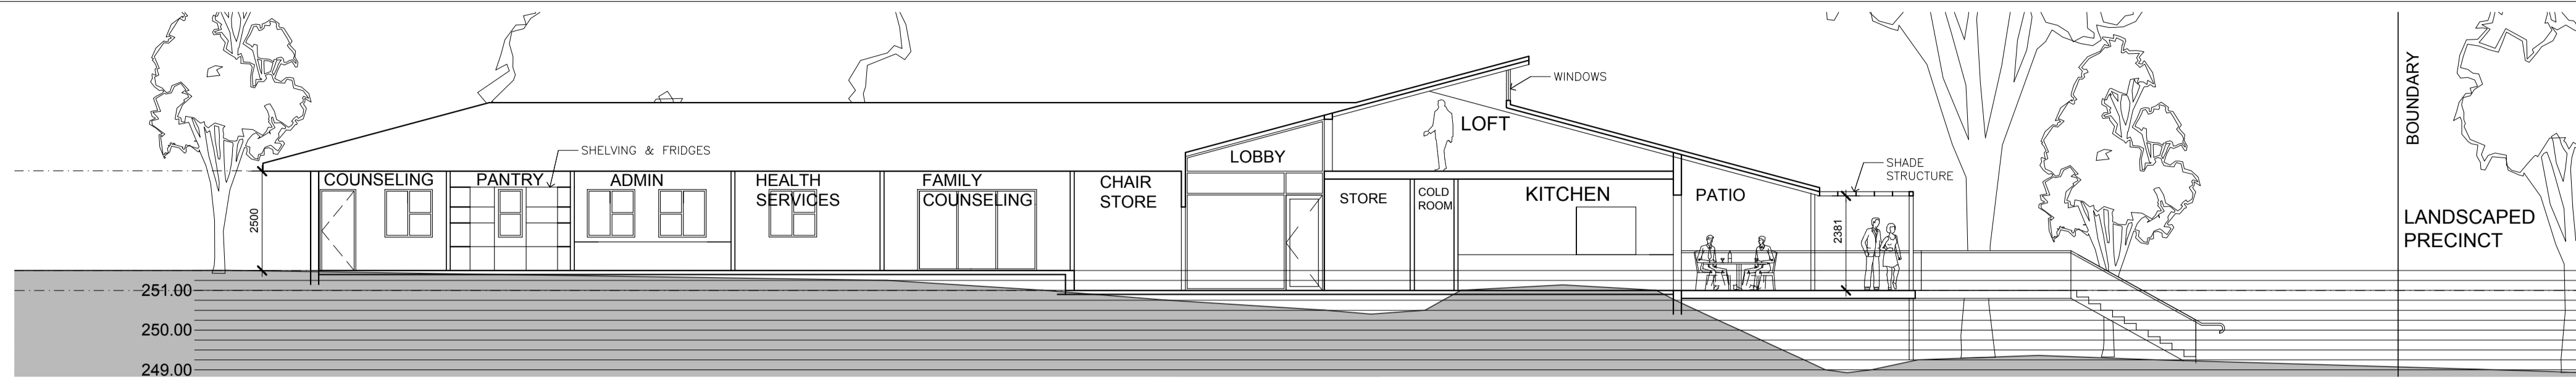 WINDOWS
LOFT
SHELVING & FRIDGES
LOBBY
SHADE
STRUCTURE
COUNSELING
PANTRY
ADMIN
HEALTH
SERVICES
FAMILY
COUNSELING
CHAIR
STORE
STORE
COLD
ROOM
KITCHEN
PATIO
2500
2381
BOUNDARY
LANDSCAPED
PRECINCT
251.00
250.00
249.00